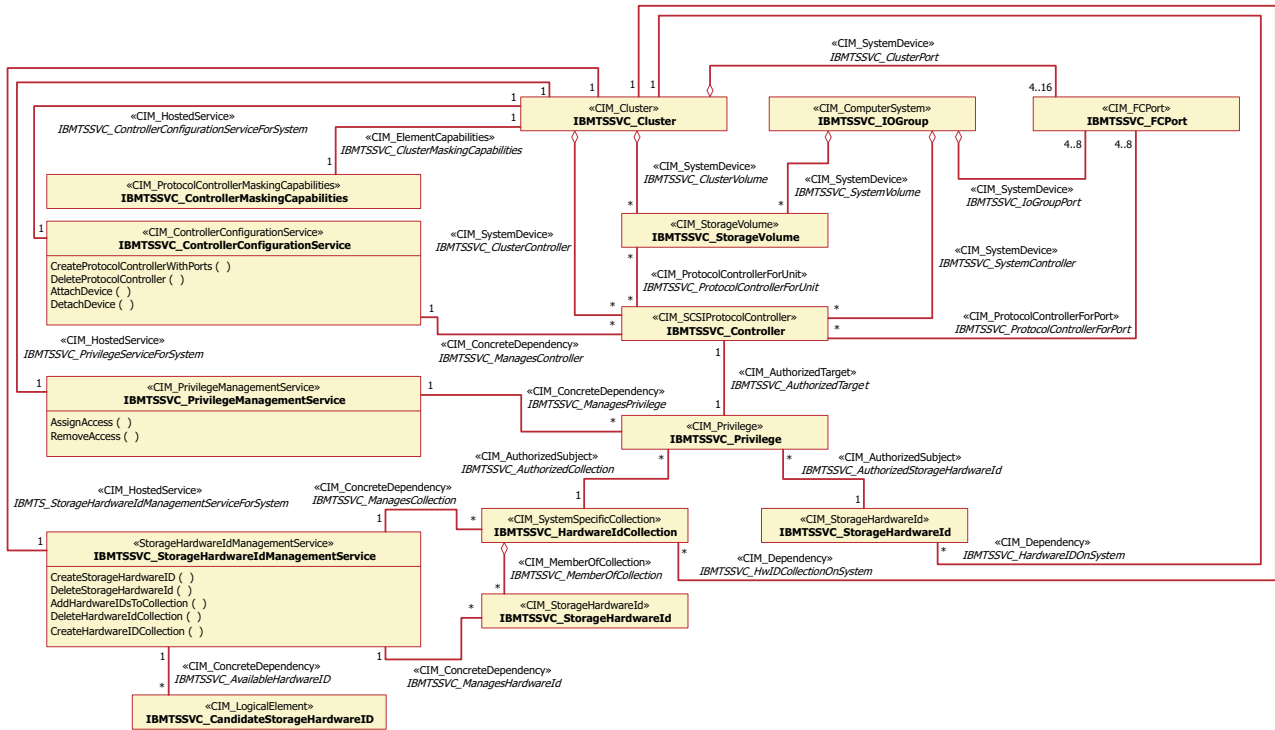 «CIM_SystemDevice»
IBMTSSVC_ClusterPort
1
1
1
1
1
1
1
4..16
«CIM_Cluster»
IBMTSSVC_Cluster
«CIM_ComputerSystem»
IBMTSSVC_IOGroup
«CIM_FCPort»
IBMTSSVC_FCPort
«CIM_HostedService»
IBMTSSVC_ControllerConfigurationServiceForSystem
«CIM_ElementCapabilities»
IBMTSSVC_ClusterMaskingCapabilities
1
4..8
4..8
«CIM_ProtocolControllerMaskingCapabilities»
IBMTSSVC_ControllerMaskingCapabilities
«CIM_SystemDevice»
IBMTSSVC_ClusterVolume
*
«CIM_SystemDevice»
IBMTSSVC_SystemVolume
*
«CIM_SystemDevice»
IBMTSSVC_IoGroupPort
1
«CIM_ControllerConfigurationService»
IBMTSSVC_ControllerConfigurationService
CreateProtocolControllerWithPorts ( )
DeleteProtocolController ( )
AttachDevice ( )
DetachDevice ( )
«CIM_SystemDevice»
IBMTSSVC_ClusterController
«CIM_StorageVolume»
IBMTSSVC_StorageVolume
«CIM_SystemDevice»
IBMTSSVC_SystemController
*
«CIM_ProtocolControllerForUnit»
IBMTSSVC_ProtocolControllerForUnit
*
1
*
*
*
*
«CIM_SCSIProtocolController»
IBMTSSVC_Controller
«CIM_ProtocolControllerForPort»
IBMTSSVC_ProtocolControllerForPort
«CIM_HostedService»
IBMTSSVC_PrivilegeServiceForSystem
«CIM_ConcreteDependency»
IBMTSSVC_ManagesController
1
«CIM_AuthorizedTarget»
IBMTSSVC_AuthorizedTarget
1
1
«CIM_PrivilegeManagementService»
IBMTSSVC_PrivilegeManagementService
AssignAccess ( )
RemoveAccess ( )
1
«CIM_ConcreteDependency»
IBMTSSVC_ManagesPrivilege
*
«CIM_Privilege»
IBMTSSVC_Privilege
*
*
«CIM_AuthorizedSubject»
IBMTSSVC_AuthorizedCollection
1
«CIM_AuthorizedSubject»
IBMTSSVC_AuthorizedStorageHardwareId
1
«CIM_HostedService»
IBMTS_StorageHardwareIdManagementServiceForSystem
«CIM_ConcreteDependency»
IBMTSSVC_ManagesCollection
1
*
«CIM_SystemSpecificCollection»
IBMTSSVC_HardwareIdCollection
«CIM_StorageHardwareId»
IBMTSSVC_StorageHardwareId
1
«StorageHardwareIdManagementService»
IBMTSSVC_StorageHardwareIdManagementService
CreateStorageHardwareID ( )
DeleteStorageHardwareId ( )
AddHardwareIDsToCollection ( )
DeleteHardwareIdCollection ( )
CreateHardwareIDCollection ( )
*
«CIM_Dependency»
IBMTSSVC_HwIDCollectionOnSystem
*
«CIM_Dependency»
IBMTSSVC_HardwareIDOnSystem
«CIM_MemberOfCollection»
IBMTSSVC_MemberOfCollection
*
*
«CIM_StorageHardwareId»
IBMTSSVC_StorageHardwareId
1
1
«CIM_ConcreteDependency»
IBMTSSVC_AvailableHardwareID
*
«CIM_ConcreteDependency»
IBMTSSVC_ManagesHardwareId
«CIM_LogicalElement»
IBMTSSVC_CandidateStorageHardwareID